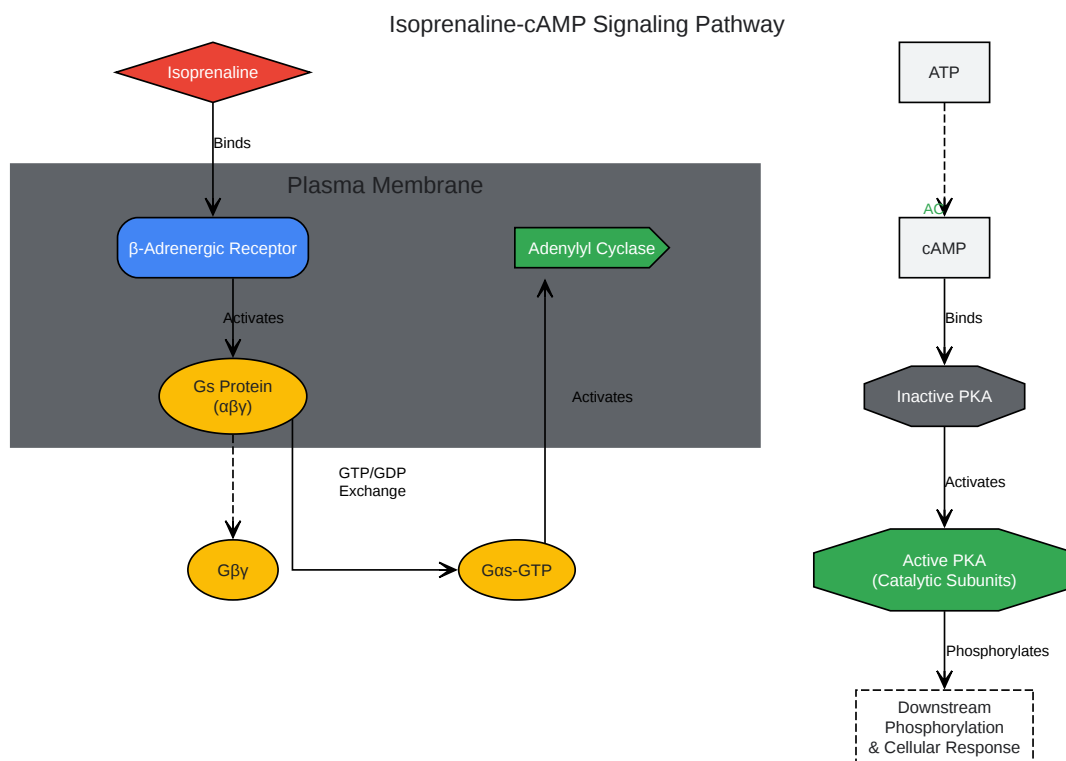 Isoprenaline-cAMP Signaling Pathway
Isoprenaline
ATP
Binds
Plasma Membrane
AC
β-Adrenergic Receptor
Adenylyl Cyclase
cAMP
Activates
Binds
Gs Protein
(αβγ)
Activates
Inactive PKA
GTP/GDP
Exchange
Activates
Gβγ
Gαs-GTP
Active PKA
(Catalytic Subunits)
Phosphorylates
Downstream
Phosphorylation
& Cellular Response